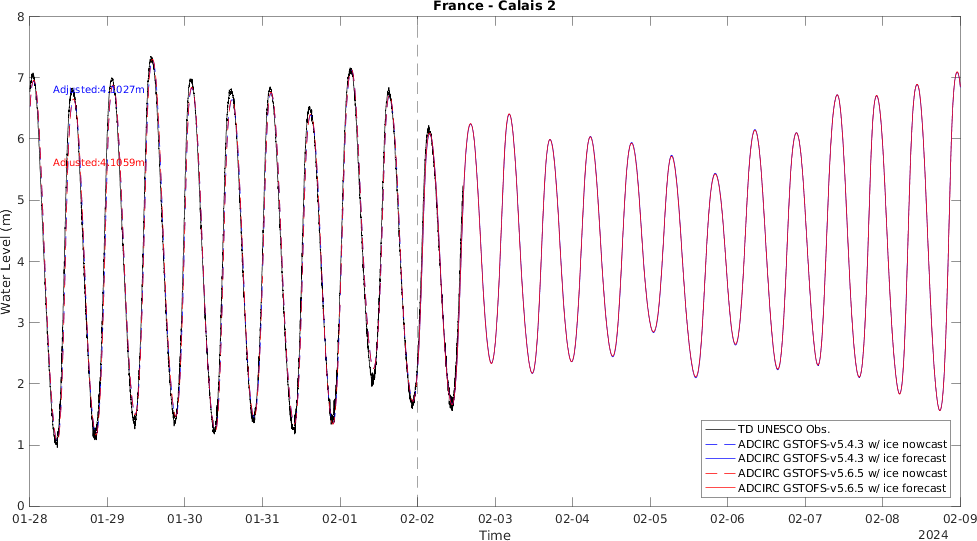 France - Calais 2
8
7
6
5
4
3
2
1
0
Water Level (m)
Adjusted:4.1027m
Adjusted:4.1059m
TD UNESCO Obs.
ADCIRC GSTOFS-v5.4.3 w/ ice nowcast
ADCIRC GSTOFS-v5.4.3 w/ ice forecast
ADCIRC GSTOFS-v5.6.5 w/ ice nowcast
ADCIRC GSTOFS-v5.6.5 w/ ice forecast
01-28 01-29 01-30 01-31 02-01 02-02 02-03 02-04 02-05 02-06 02-07 02-08 02-09
Time
2024